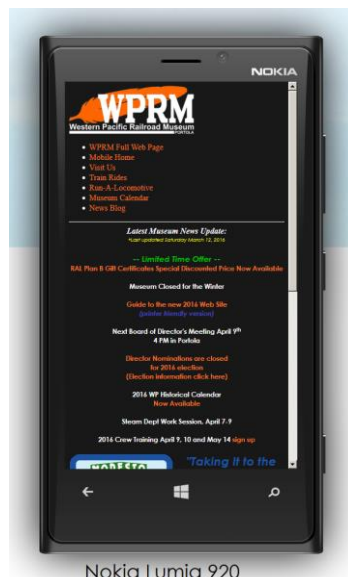 NOKIA
WPRM
Western Pacific Railroad Museum
PORTOLA
WPRM Full Web Page
Mobile Home
Visit Us
Train Rides
Run-A-Locomotive
Museum Calendar
News Blog
Latest Museum News Update:
*Last updated Saturday March 12, 2016
-- Limited Time Offer --
RAL Plan B Gift Certificates Special Discounted Price Now Available
Museum Closed for the Winter
Guide to the new 2016 Web Site
(printer friendly version)
Next Board of Director's Meeting April 9th
4 PM in Portola
Director Nominations are closed
for 2016 election
(Election information click here)
2016 WP Historical Calendar
Now Available
Steam Dept Work Session, April 7-9
2016 Crew Training April 9, 10 and May 14 sign up
MODESTO
"Taking It to the
Nokia Lumia 920